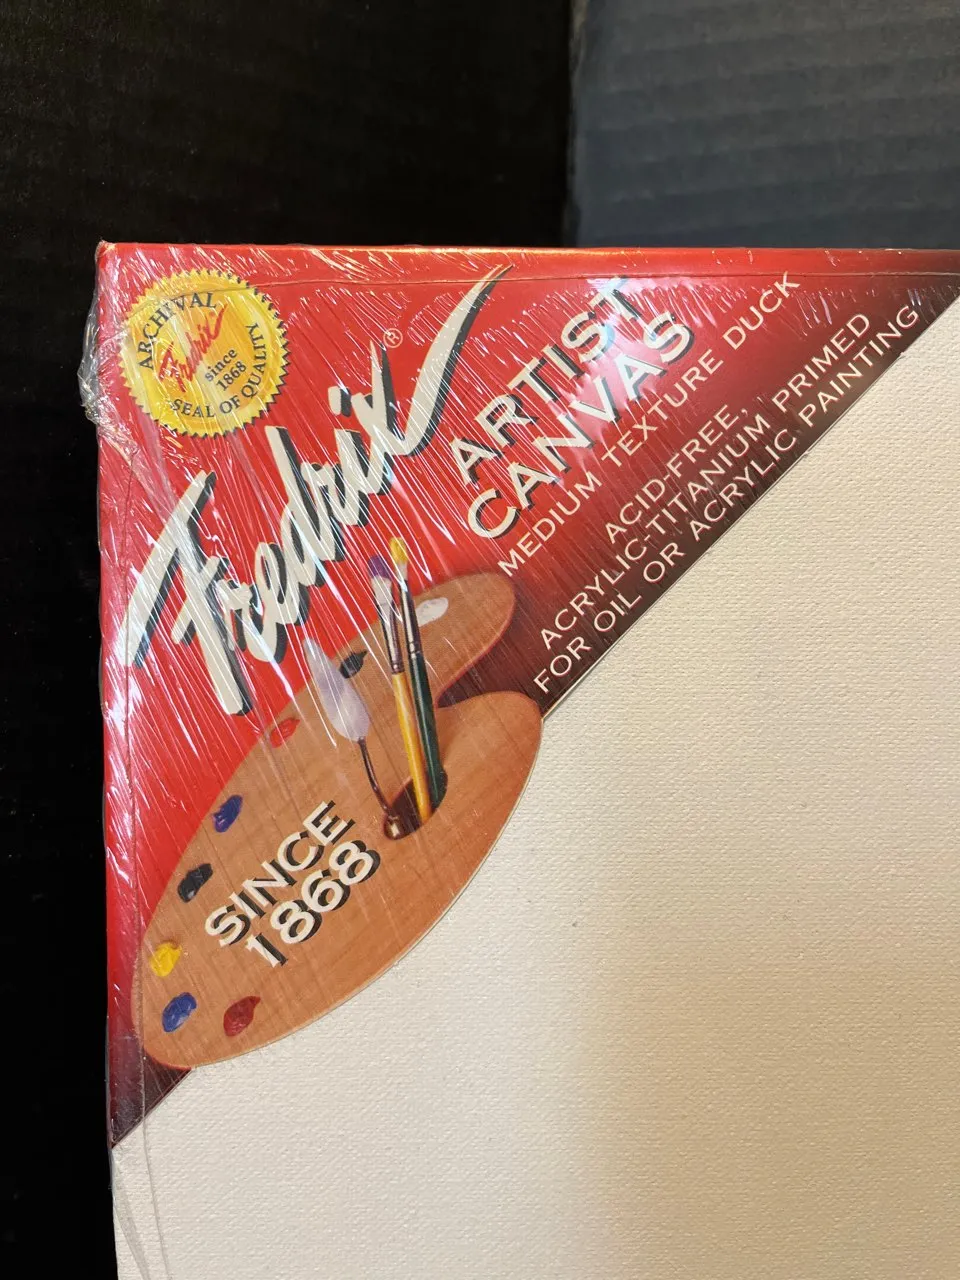 ARCHIVAL
Fredrix
since
1868
SEAL OF QUALITY
Fredrix®
ARTIST
CANVAS
MEDIUM TEXTURE DUCK
ACID-FREE,
ACRYLIC-TITANIUM PRIMED
FOR OIL OR ACRYLIC PAINTING
SINCE
1868